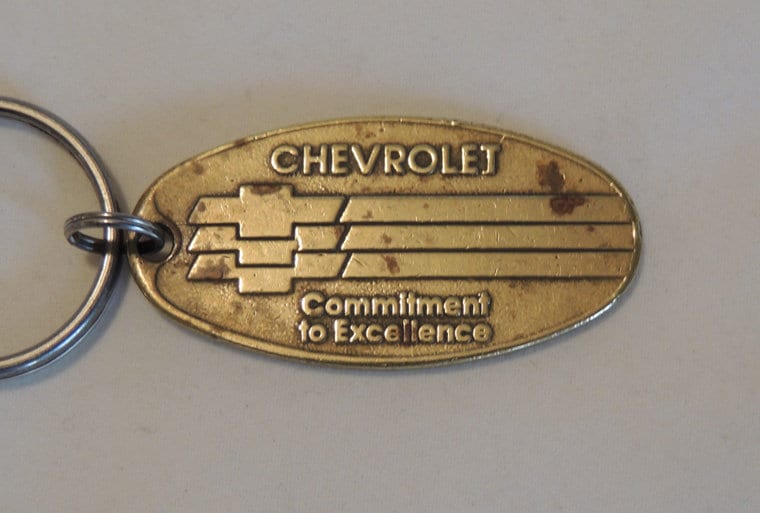 CHEVROLET
Commitment
to Excellence